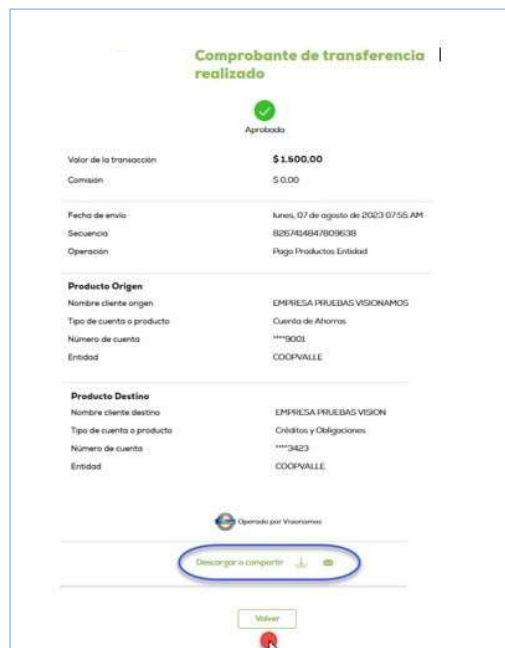 Comprobante de transferencia
realizado
Aprobada
Valor de la transacción $ 1.500,00
Comisión $ 0.00
Fecha de envío lunes, 07 de agosto de 2023 07:55 AM
Secuencia 8267414847809638
Operación Pago Productos Entidad
Producto Origen
Nombre cliente origen EMPRESA PRUEBAS VISIONAMOS
Tipo de cuenta o producto Cuenta de Ahorros
Número de cuenta ****9001
Entidad COOPVALLE
Producto Destino
Nombre cliente destino EMPRESA PRUEBAS VISION
Tipo de cuenta o producto Créditos y Obligaciones
Número de cuenta ****3423
Entidad COOPVALLE
Operado por Visionamos
Descargar o compartir
Volver